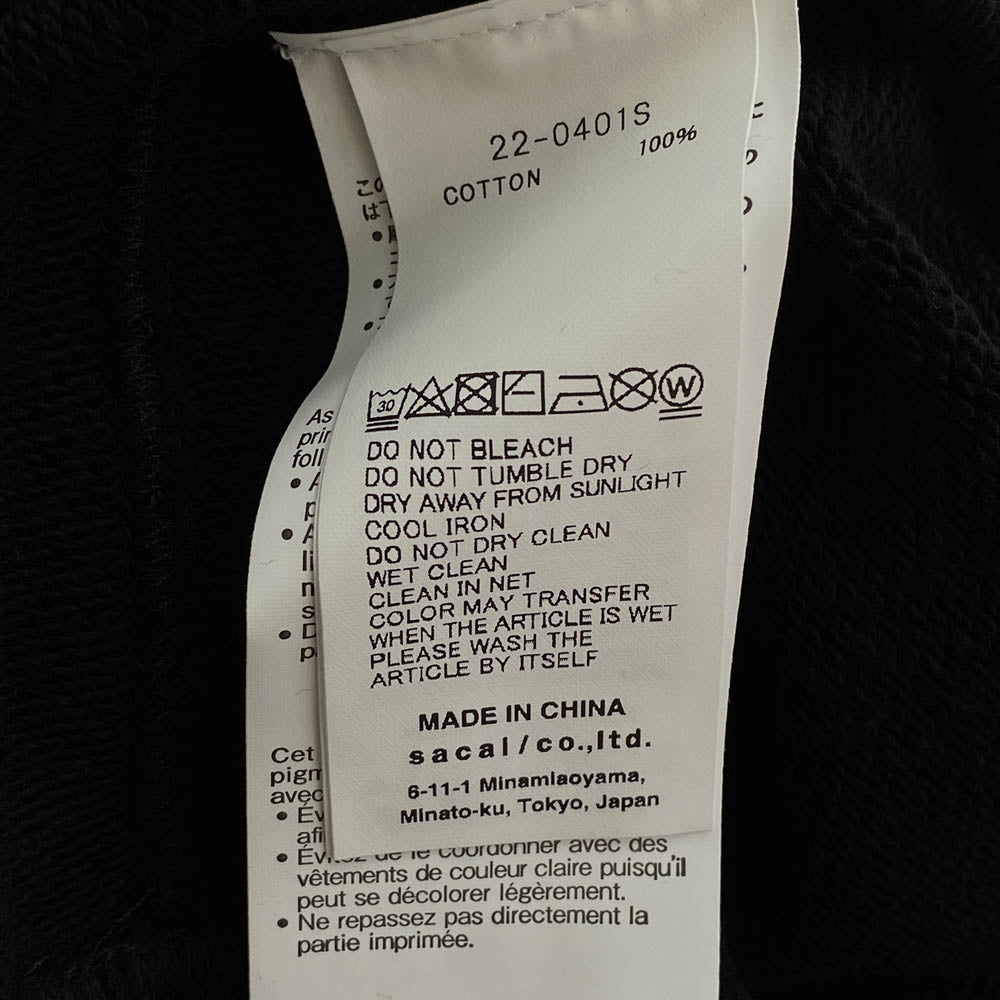 22-0401S
COTTON 100%
30
W
DO NOT BLEACH
DO NOT TUMBLE DRY
DRY AWAY FROM SUNLIGHT
COOL IRON
DO NOT DRY CLEAN
WET CLEAN
CLEAN IN NET
COLOR MAY TRANSFER
WHEN THE ARTICLE IS WET
PLEASE WASH THE
ARTICLE BY ITSELF
MADE IN CHINA
sacai/co.,ltd.
6-11-1 Minamiaoyama,
Minato-ku, Tokyo, Japan
この
As
Cet
avec
• de le coordonner avec des
vêtements de couleur claire puisqu'il
peut se décolorer légèrement.
• Ne repassez pas directement la
partie imprimée.